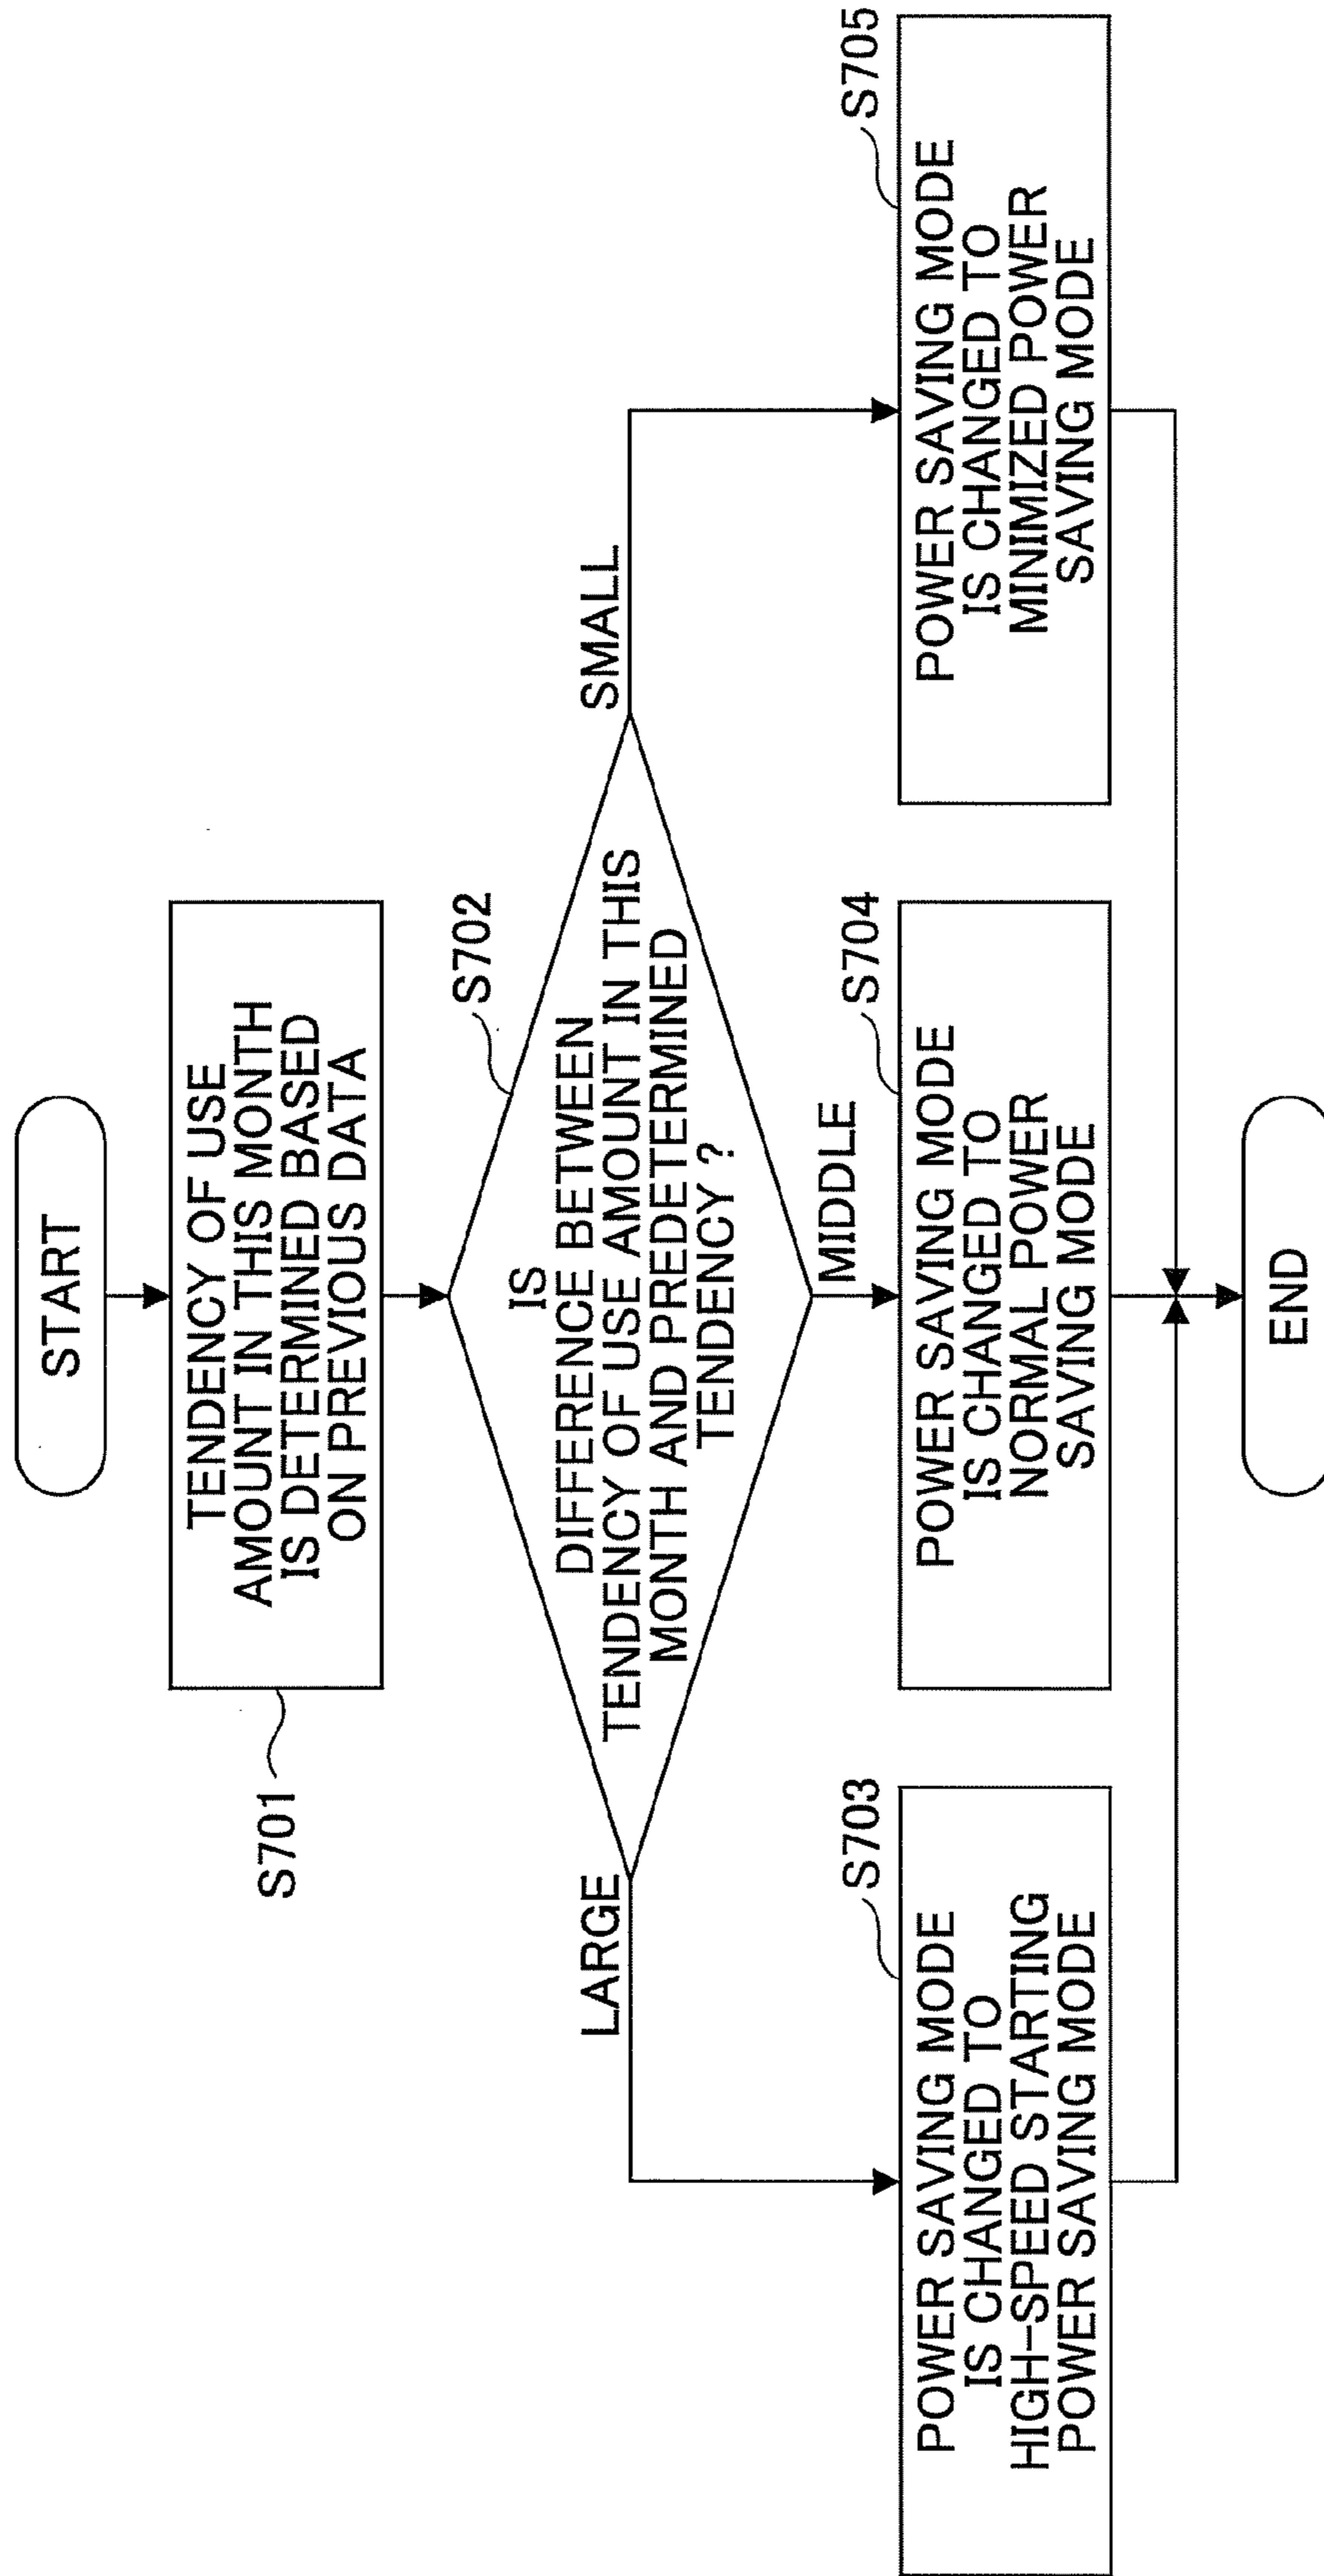 START
TENDENCY OF USE
AMOUNT IN THIS MONTH
IS DETERMINED BASED
ON PREVIOUS DATA
S701
S702
IS
DIFFERENCE BETWEEN
TENDENCY OF USE AMOUNT IN THIS
MONTH AND PREDETERMINED
TENDENCY ?
LARGE
MIDDLE
SMALL
S703
POWER SAVING MODE
IS CHANGED TO
HIGH-SPEED STARTING
POWER SAVING MODE
S704
POWER SAVING MODE
IS CHANGED TO
NORMAL POWER
SAVING MODE
S705
POWER SAVING MODE
IS CHANGED TO
MINIMIZED POWER
SAVING MODE
END